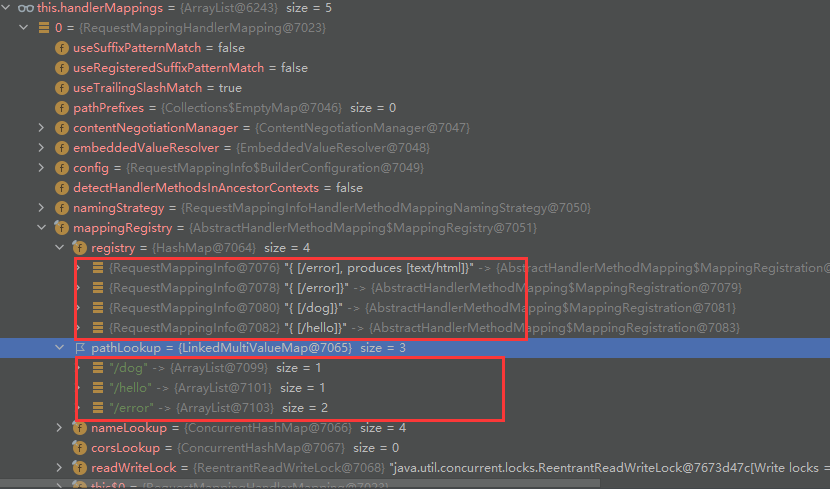 this.handlerMappings = {ArrayList@6243} size = 5
0 = {RequestMappingHandlerMapping@7023}
useSuffixPatternMatch = false
useRegisteredSuffixPatternMatch = false
useTrailingSlashMatch = true
pathPrefixes = {Collections$EmptyMap@7046} size = 0
contentNegotiationManager = {ContentNegotiationManager@7047}
embeddedValueResolver = {EmbeddedValueResolver@7048}
config = {RequestMappingInfo$BuilderConfiguration@7049}
detectHandlerMethodsInAncestorContexts = false
namingStrategy = {RequestMappingInfoHandlerMethodMappingNamingStrategy@7050}
mappingRegistry = {AbstractHandlerMethodMapping$MappingRegistry@7051}
registry = {HashMap@7064} size = 4
{RequestMappingInfo@7076} "{ [/error], produces [text/html]}" -> {AbstractHandlerMethodMapping$MappingRegistration@
{RequestMappingInfo@7078} "{ [/error]}" -> {AbstractHandlerMethodMapping$MappingRegistration@7079}
{RequestMappingInfo@7080} "{ [/dog]}" -> {AbstractHandlerMethodMapping$MappingRegistration@7081}
{RequestMappingInfo@7082} "{ [/hello]}" -> {AbstractHandlerMethodMapping$MappingRegistration@7083}
pathLookup = {LinkedMultiValueMap@7065} size = 3
"/dog" -> {ArrayList@7099} size = 1
"/hello" -> {ArrayList@7101} size = 1
"/error" -> {ArrayList@7103} size = 2
nameLookup = {ConcurrentHashMap@7066} size = 4
corsLookup = {ConcurrentHashMap@7067} size = 0
readWriteLock = {ReentrantReadWriteLock@7068} "java.util.concurrent.locks.ReentrantReadWriteLock@7673d47c[Write locks =
this$0 = {RequestMappingHandlerMapping@7023}